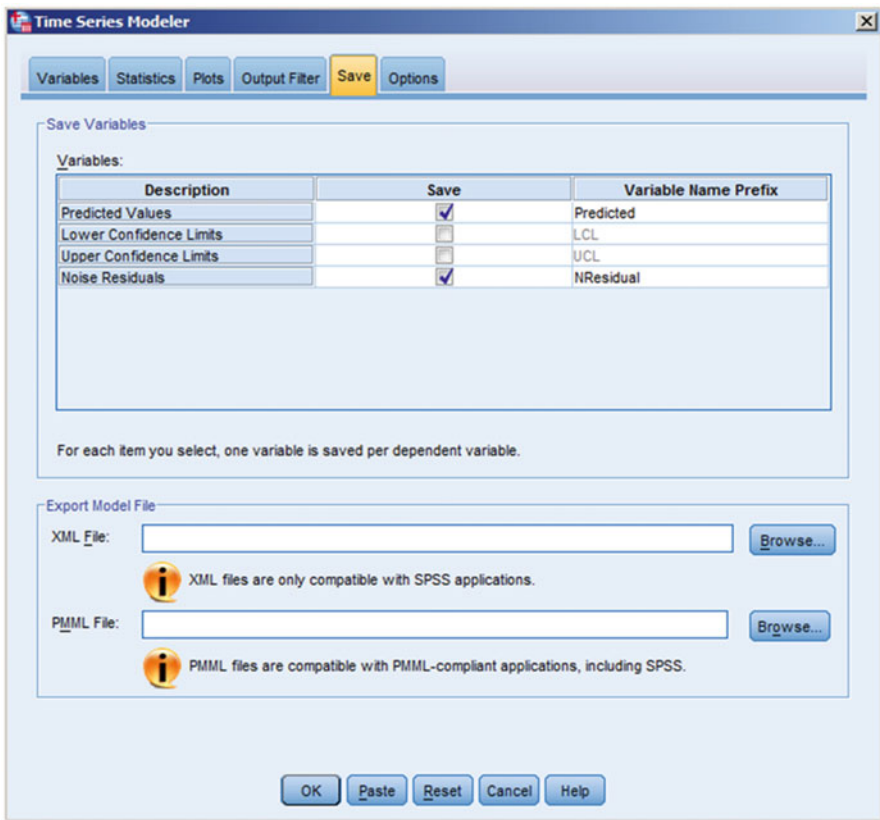 Time Series Modeler
Variables Statistics Plots Output Filter Save Options
Save Variables
Variables:
Description Save Variable Name Prefix
Predicted Values Predicted
Lower Confidence Limits LCL
Upper Confidence Limits UCL
Noise Residuals NResidual
For each item you select, one variable is saved per dependent variable.
Export Model File
XML File: Browse...
XML files are only compatible with SPSS applications.
PMML File: Browse...
PMML files are compatible with PMML-compliant applications, including SPSS.
OK Paste Reset Cancel Help